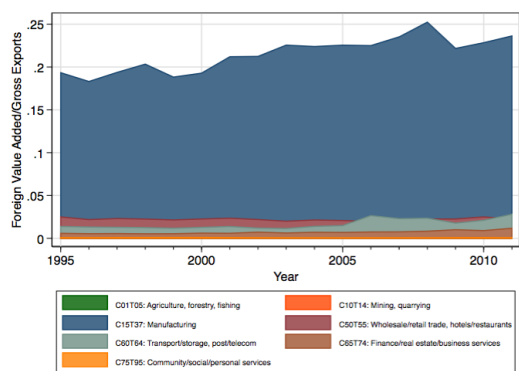 Foreign Value Added/Gross Exports
.25
.2
.15
.1
.05
0
1995
2000
2005
2010
Year
C01T05: Agriculture, forestry, fishing
C10T14: Mining, quarrying
C15T37: Manufacturing
C50T55: Wholesale/retail trade, hotels/restaurants
C60T64: Transport/storage, post/telecom
C65T74: Finance/real estate/business services
C75T95: Community/social/personal services